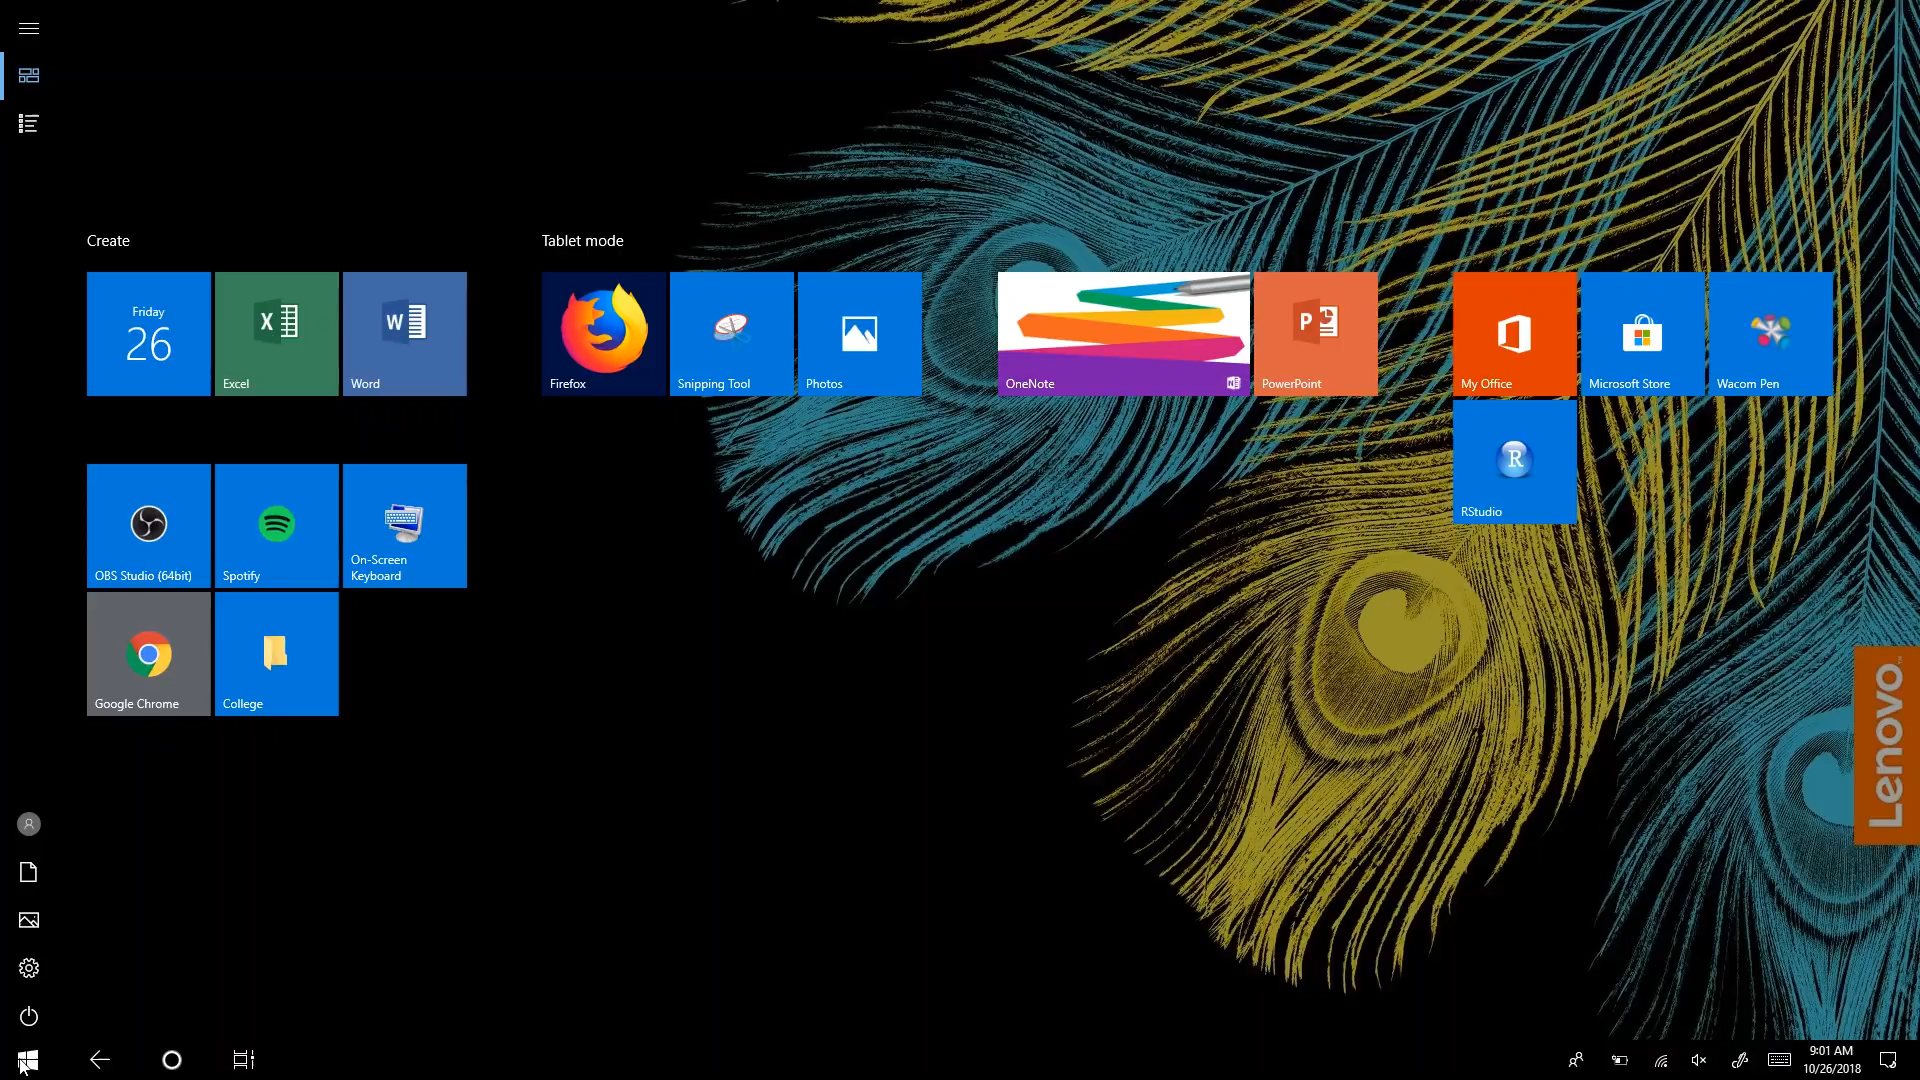 Create
Tablet mode
Friday
26
Excel
Word
Firefox
Snipping Tool
Photos
OneNote
PowerPoint
My Office
Microsoft Store
Wacom Pen
RStudio
OBS Studio (64bit)
Spotify
On-Screen
Keyboard
Google Chrome
College
Lenovo
9:01 AM
10/26/2018